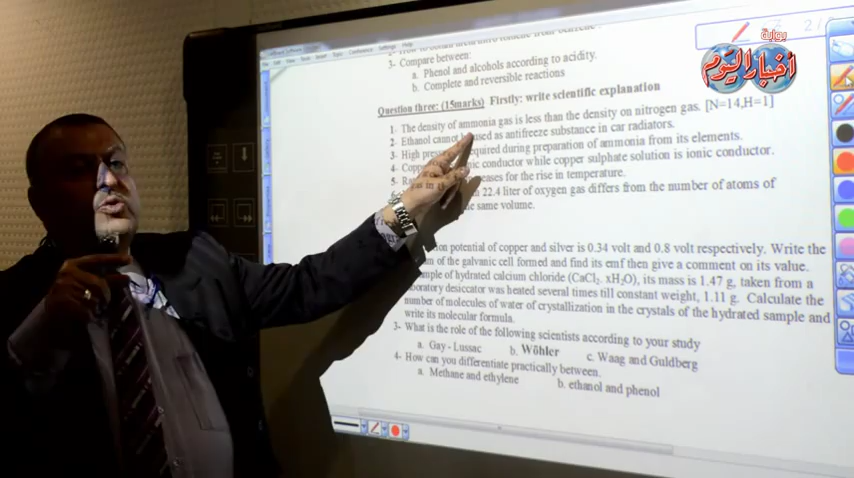 بوابة
أخبار اليوم
Settings Help
3- Compare between:
a. Phenol and alcohols according to acidity.
b. Complete and reversible reactions
Question three: (15marks) Firstly: write scientific explanation
1- The density of ammonia gas is less than the density on nitrogen gas. [N=14,H=1]
2- Ethanol cannot used as antifreeze substance in car radiators.
3- High required during preparation of ammonia from its elements.
4- Copper conductor while copper sulphate solution is ionic conductor.
5- for the rise in temperature.
22.4 liter of oxygen gas differs from the number of atoms of
gas in same volume.
potential of copper and silver is 0.34 volt and 0.8 volt respectively. Write the
of the galvanic cell formed and find its emf then give a comment on its value.
of hydrated calcium chloride (CaCl₂. xH₂O), its mass is 1.47 g, taken from a
desiccator was heated several times till constant weight, 1.11 g. Calculate the
number of molecules of water of crystallization in the crystals of the hydrated sample and
write its molecular formula.
3- What is the role of the following scientists according to your study
a. Gay - Lussac b. Wöhler c. Waag and Guldberg
4- How can you differentiate practically between.
a. Methane and ethylene b. ethanol and phenol